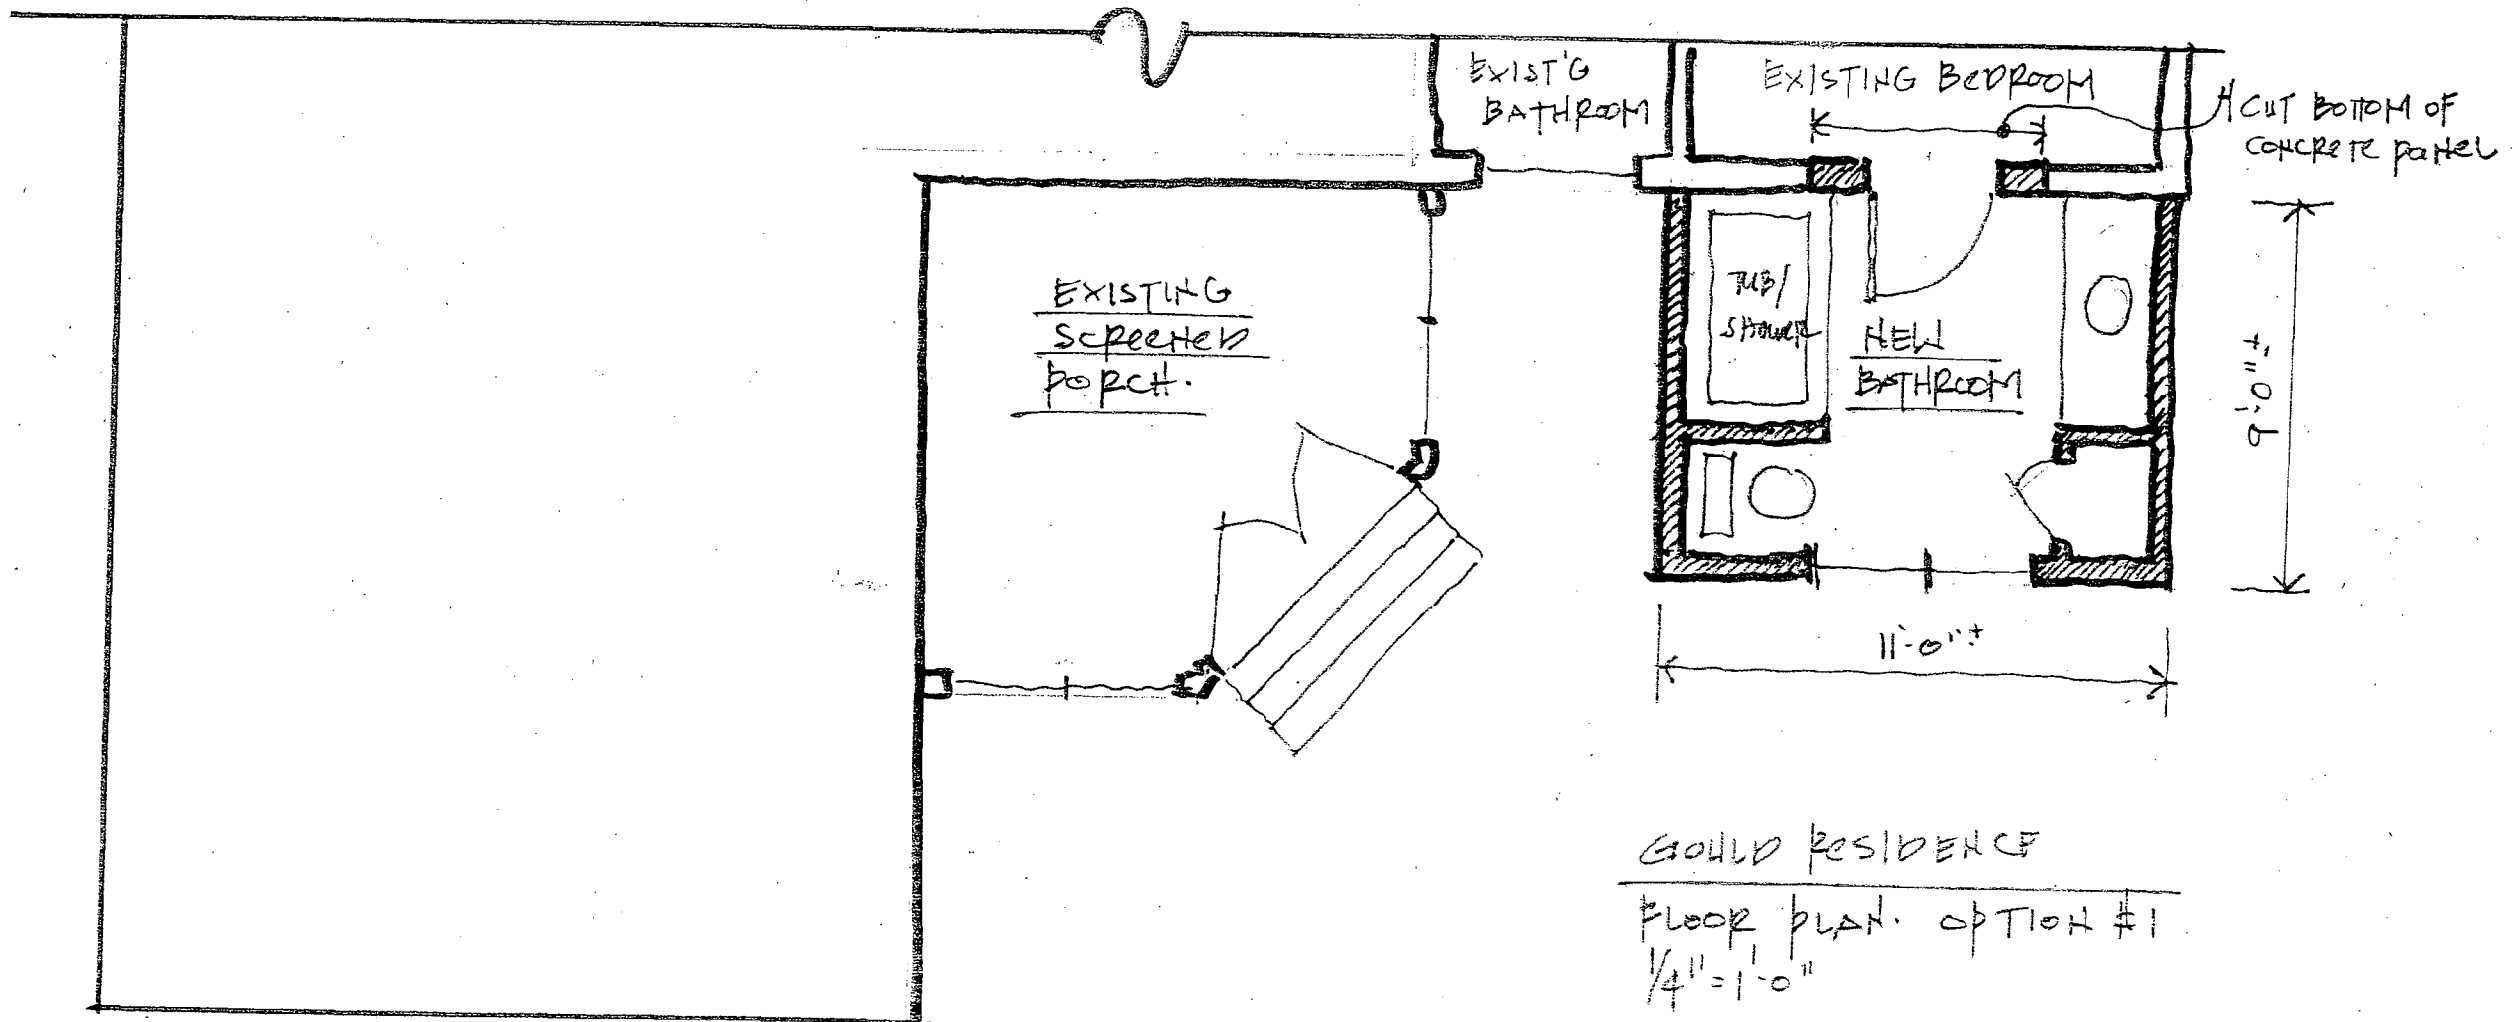 EXIST'G
BATHROOM
EXISTING BEDROOM
CUT BOTTOM OF
CONCRETE PANEL
EXISTING
SCREENED
PORCH.
TUB/
SHOWER
NEW
BATHROOM
9'-0"±
11'-0"±
GOULD RESIDENCE
FLOOR PLAN. OPTION #1
1/4" = 1'-0"